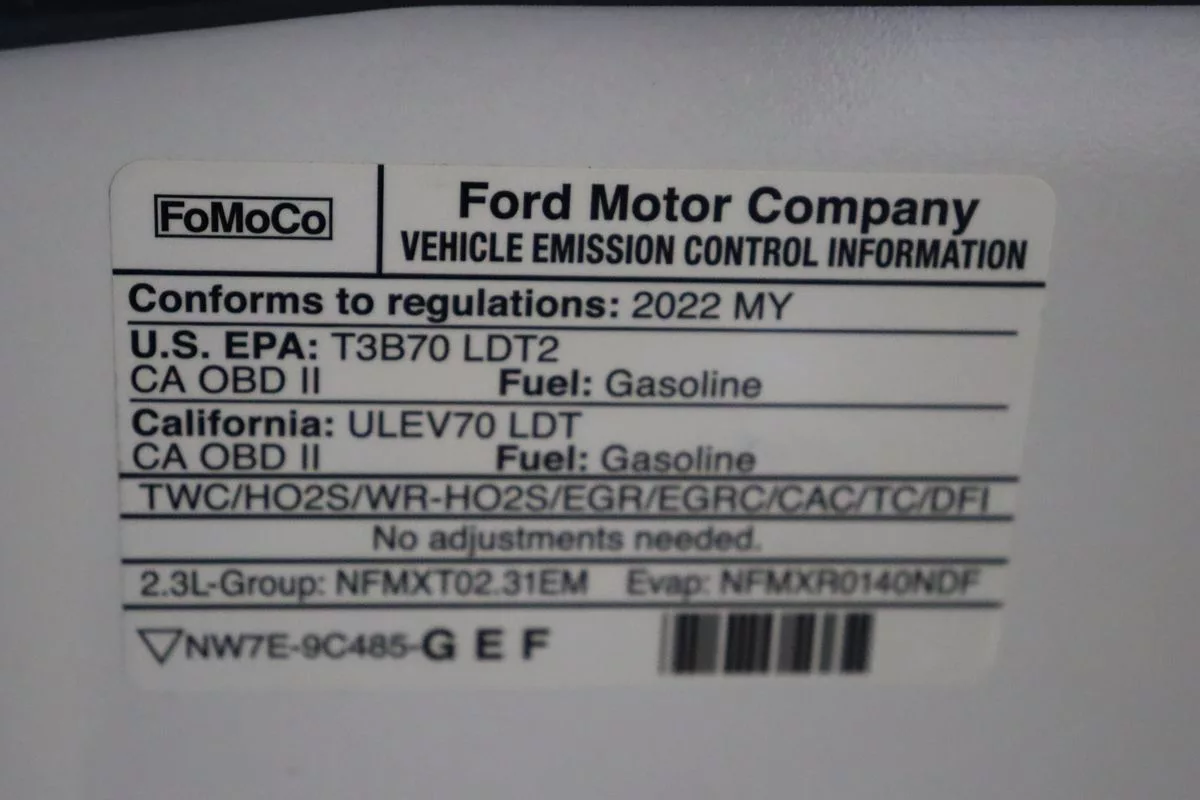 FoMoCo
Ford Motor Company
VEHICLE EMISSION CONTROL INFORMATION
Conforms to regulations: 2022 MY
U.S. EPA: T3B70 LDT2
CA OBD II Fuel: Gasoline
California: ULEV70 LDT
CA OBD II Fuel: Gasoline
TWC/HO2S/WR-HO2S/EGR/EGRC/CAC/TC/DFI
No adjustments needed.
2.3L-Group: NFMXT02.31EM Evap: NFMXR0140NDF
NW7E-9C485-G E F